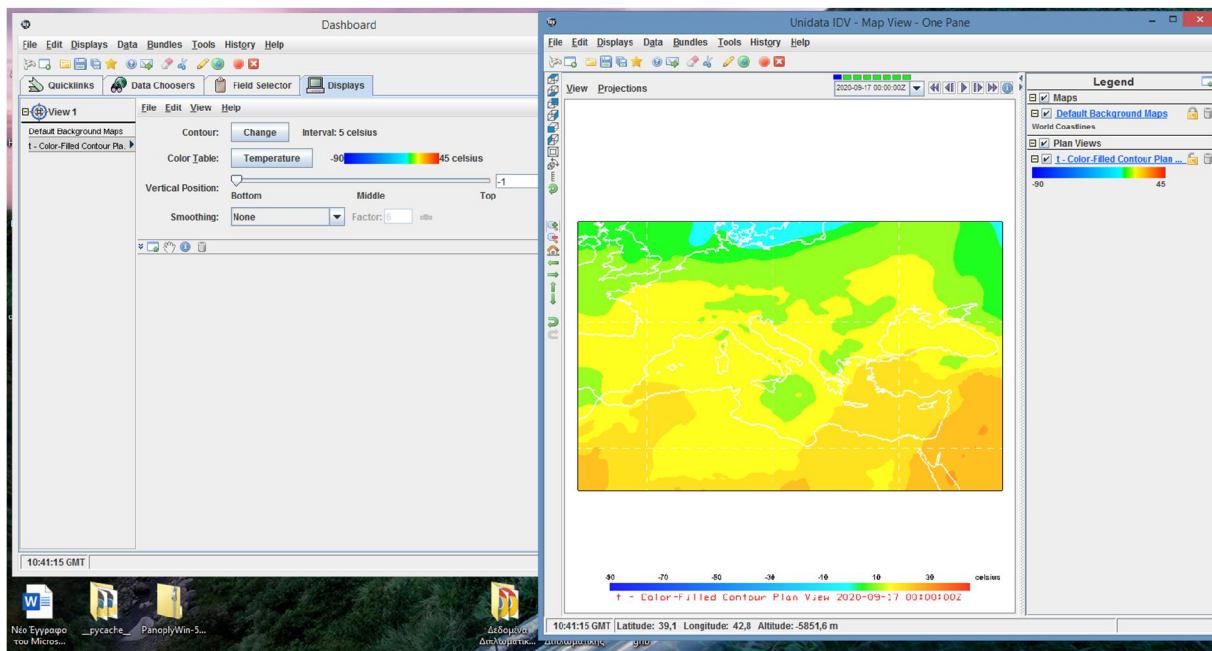 Dashboard
File Edit Displays Data Bundles Tools History Help
Quicklinks Data Choosers Field Selector Displays
View 1
Default Background Maps
t - Color-Filled Contour Pla.
File Edit View Help
Contour: Change Interval: 5 celsius
Color Table: Temperature -90 45 celsius
Vertical Position: -1
Bottom Middle Top
Smoothing: None Factor: 6
10:41:15 GMT
Unidata IDV - Map View - One Pane
File Edit Displays Data Bundles Tools History Help
View Projections
2020-09-17 00:00:00Z
Legend
Maps
Default Background Maps
World Coastlines
Plan Views
t - Color-Filled Contour Plan ...
-90 45
-90 -70 -50 -30 -10 10 30 celsius
t - Color-Filled Contour Plan View 2020-09-17 00:00:00Z
10:41:15 GMT Latitude: 39,1 Longitude: 42,8 Altitude: -5851,6 m
Νέο Έγγραφο
του Micros...
_pycache_
PanoplyWin-5...
Δεδομένα
Διπλωματικ...
Διπλωματικής
grib